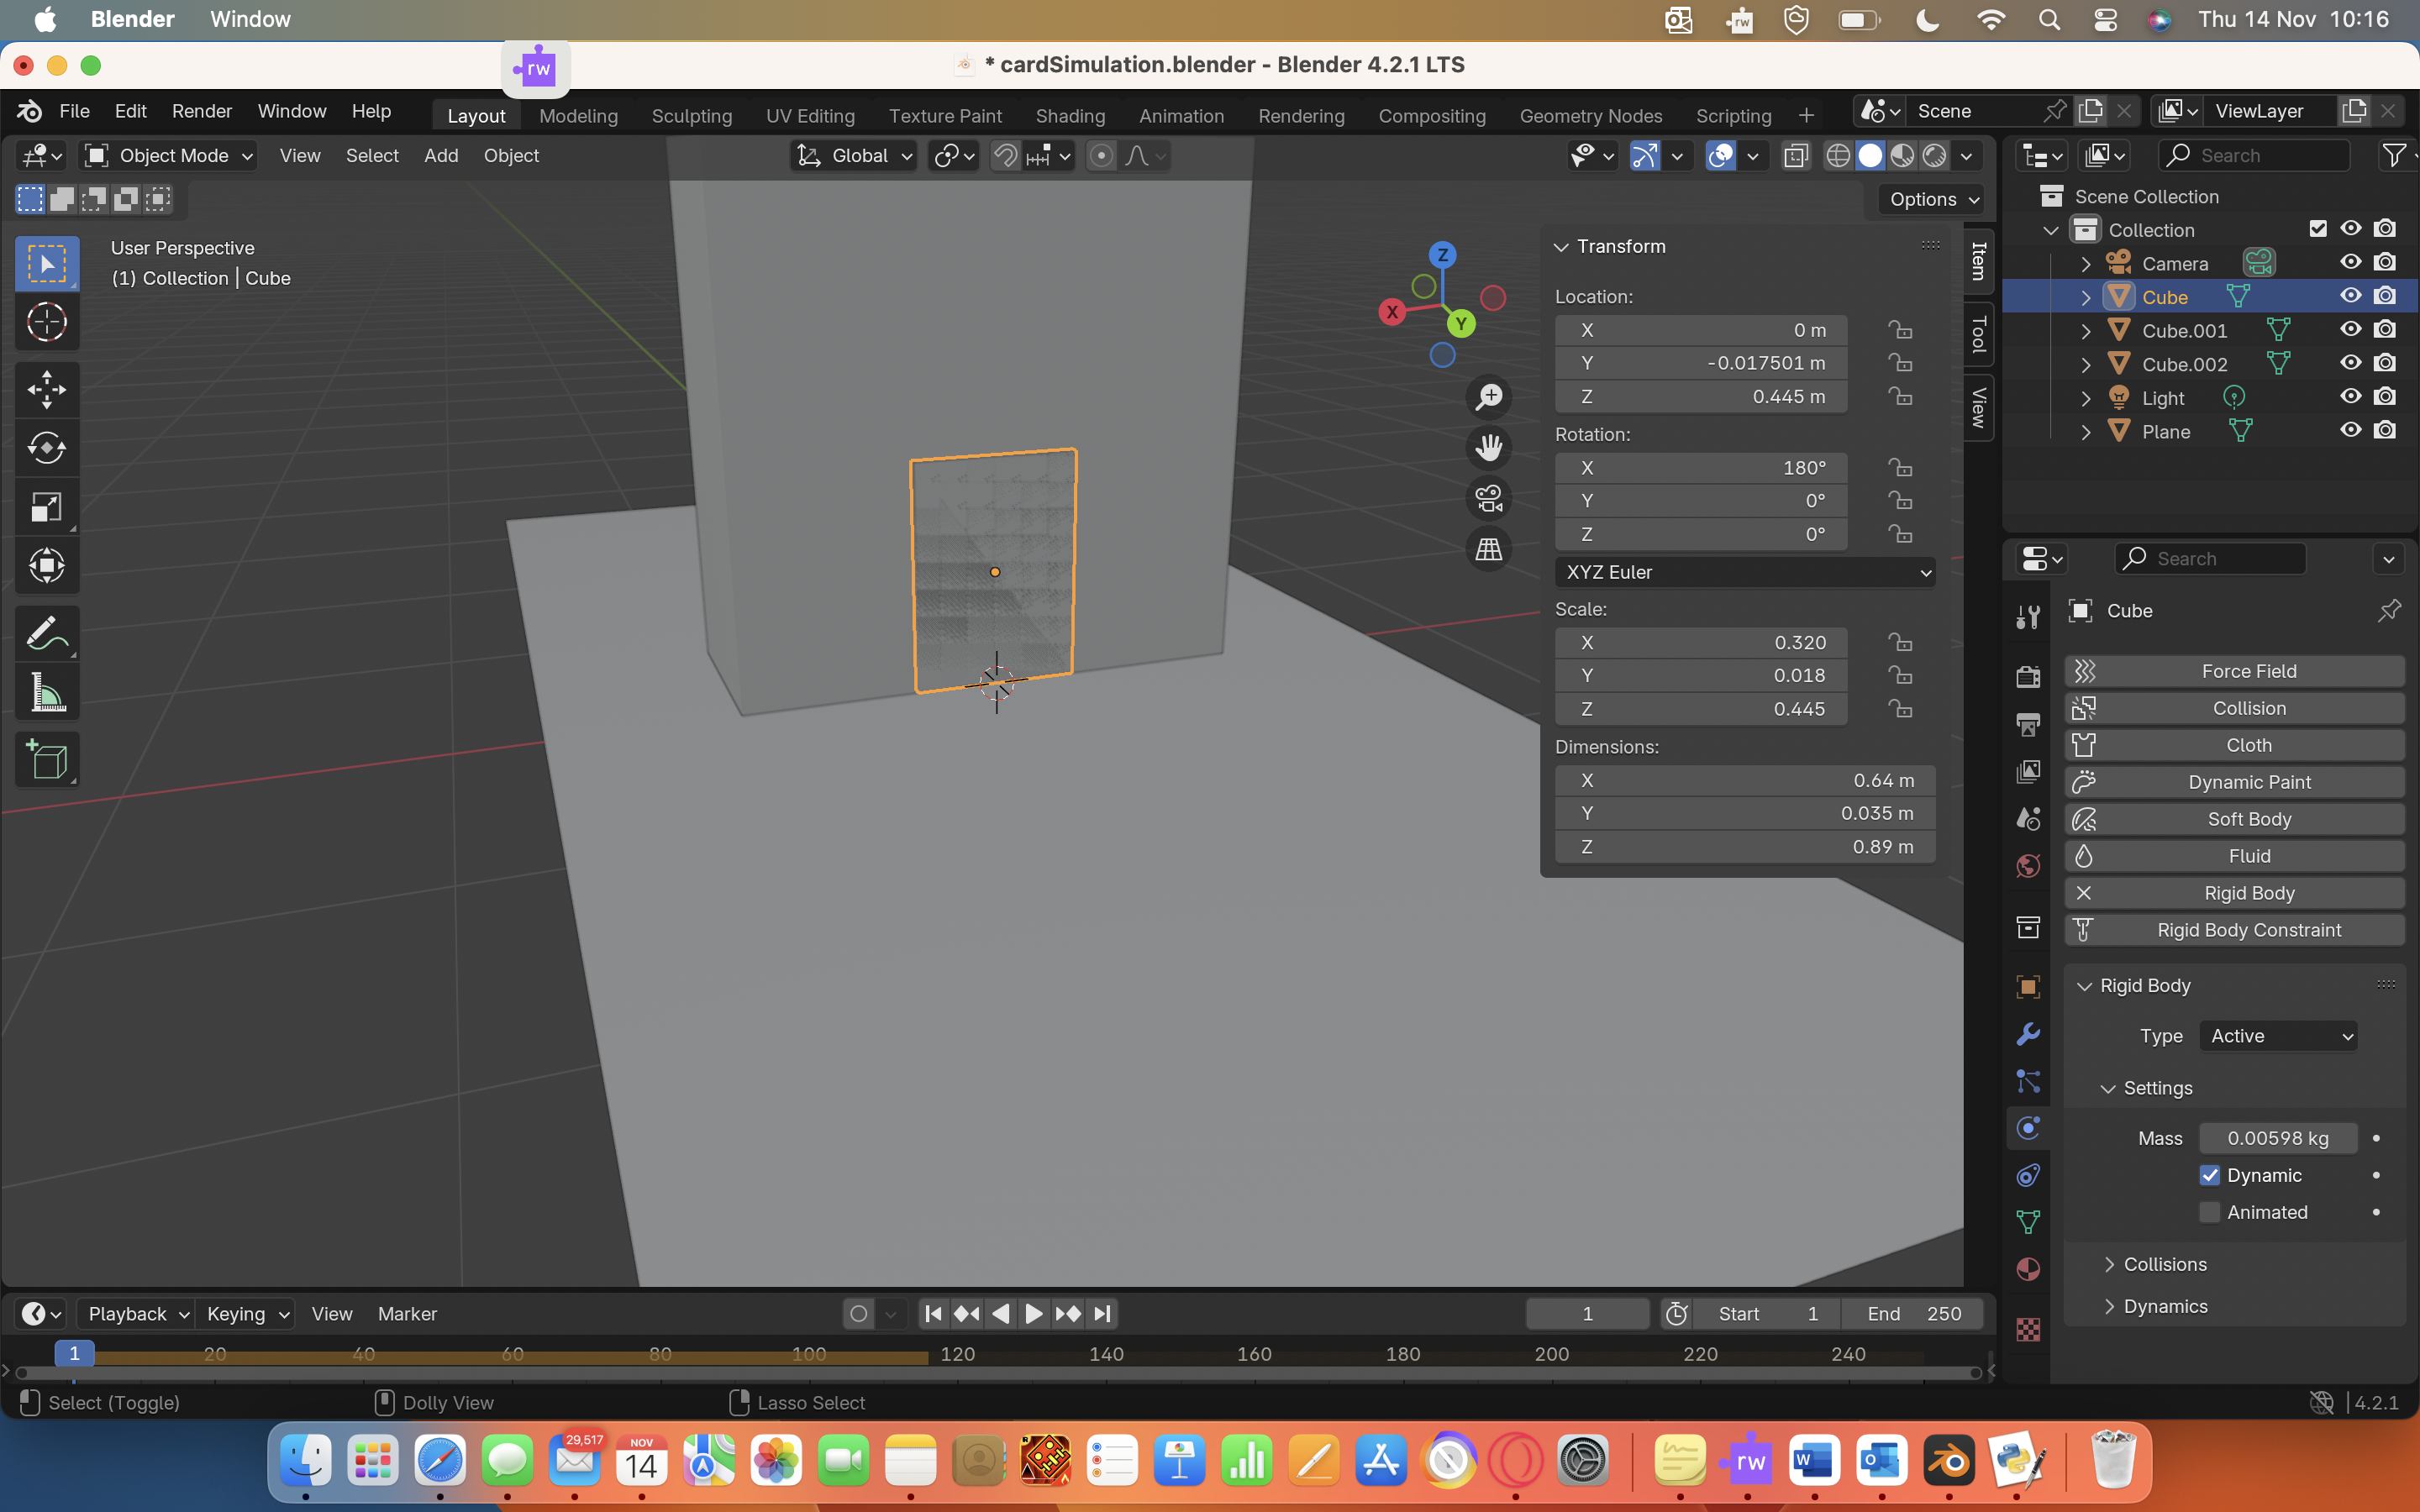 Blender Window Thu 14 Nov 10:16
rw
* cardSimulation.blender - Blender 4.2.1 LTS
File Edit Render Window Help Layout Modeling Sculpting UV Editing Texture Paint Shading Animation Rendering Compositing Geometry Nodes Scripting + Scene ViewLayer
Object Mode View Select Add Object Global Search
Options
User Perspective
(1) Collection | Cube
Z
X
Y
Transform
Location:
X 0 m
Y -0.017501 m
Z 0.445 m
Rotation:
X 180°
Y 0°
Z 0°
XYZ Euler
Scale:
X 0.320
Y 0.018
Z 0.445
Dimensions:
X 0.64 m
Y 0.035 m
Z 0.89 m
Item
Tool
View
Scene Collection
Collection
Camera
Cube
Cube.001
Cube.002
Light
Plane
Search
Cube
Force Field
Collision
Cloth
Dynamic Paint
Soft Body
Fluid
Rigid Body
Rigid Body Constraint
Rigid Body
Type Active
Settings
Mass 0.00598 kg
Dynamic
Animated
Collisions
Dynamics
Playback Keying View Marker 1 Start 1 End 250
1 20 40 60 80 100 120 140 160 180 200 220 240
Select (Toggle) Dolly View Lasso Select 4.2.1
29,517
NOV
14
rw
W
O